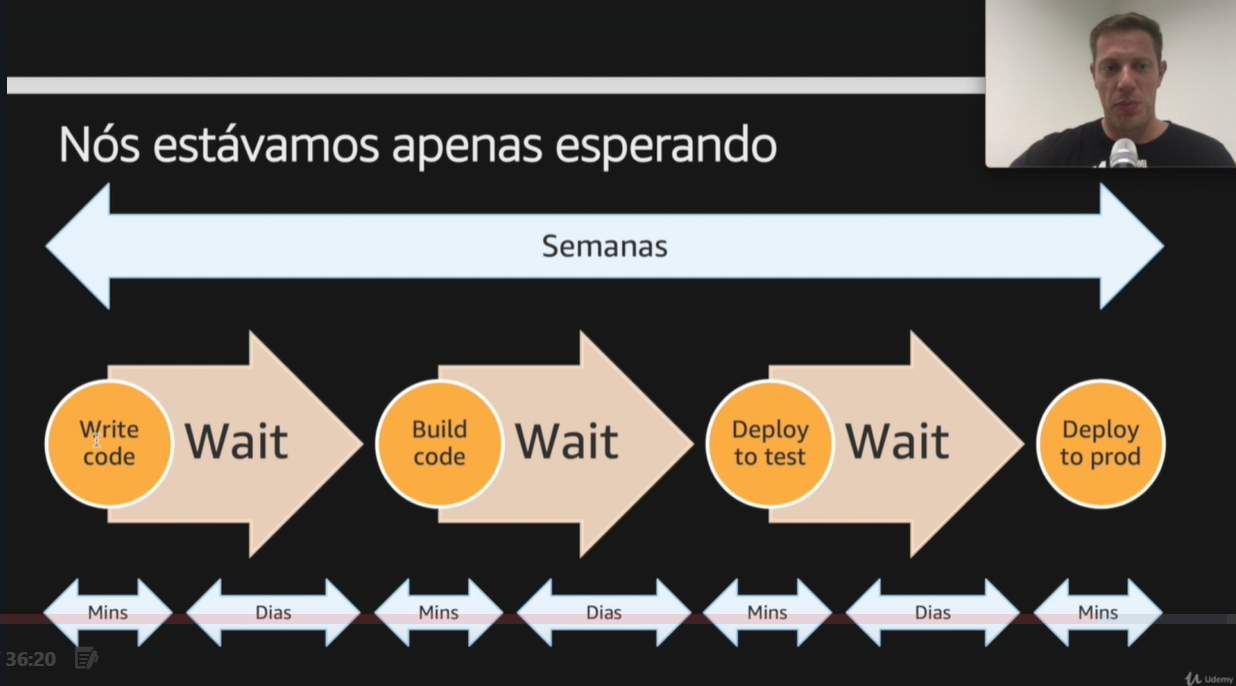 Nós estávamos apenas esperando
Semanas
Write
code
Wait
Build
code
Wait
Deploy
to test
Wait
Deploy
to prod
Mins
Dias
Mins
Dias
Mins
Dias
Mins
36:20
Udemy